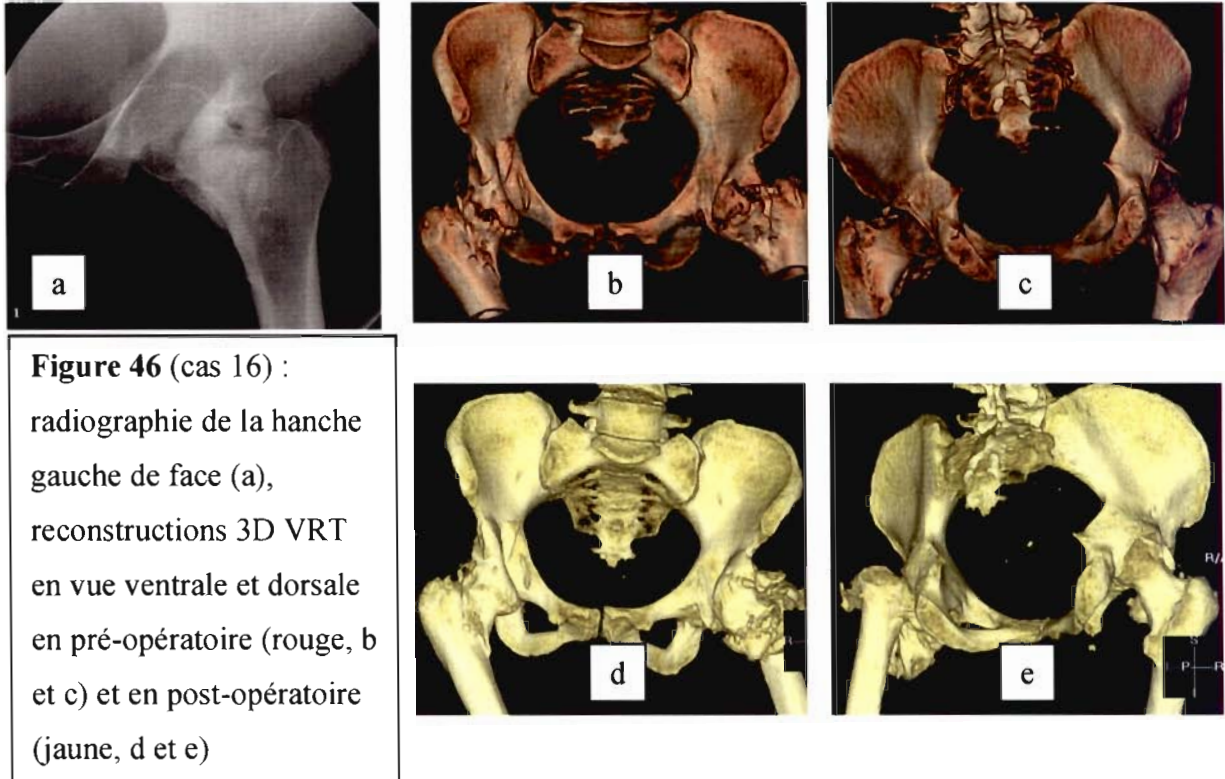 a
b
c
Figure 46 (cas 16) :
radiographie de la hanche
gauche de face (a),
reconstructions 3D VRT
en vue ventrale et dorsale
en pré-opératoire (rouge, b
et c) et en post-opératoire
(jaune, d et e)
d
e
R/
S
P
R